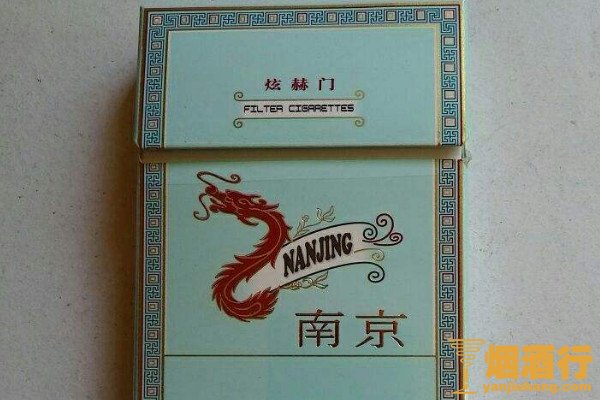 炫赫门
FILTER CIGARETTES
NANJING
南京
烟酒行
yanjiuhang.com